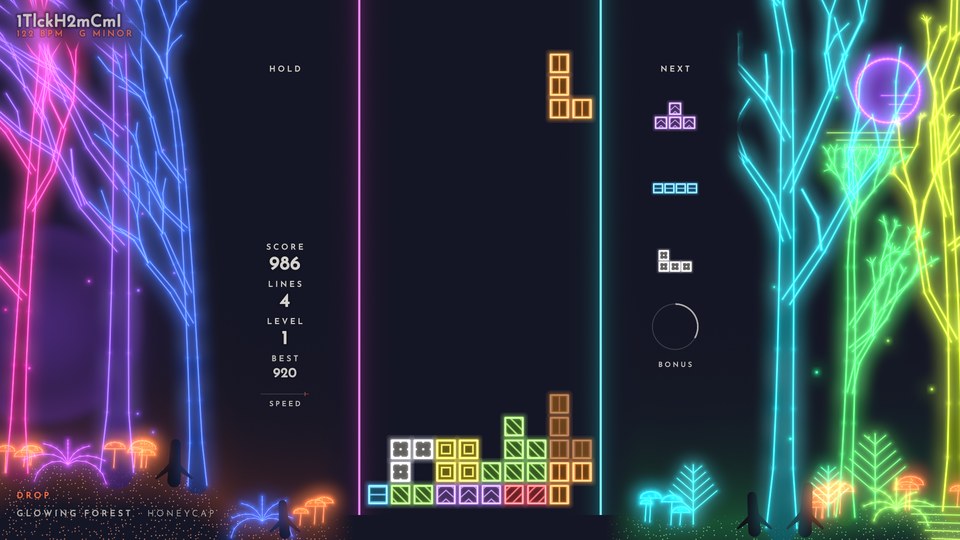 1TlckH2mCml
122 BPM G MINOR
HOLD
NEXT
SCORE
986
LINES
4
LEVEL
1
BEST
920
SPEED
BONUS
DROP
GLOWING FOREST - HONEYCAP